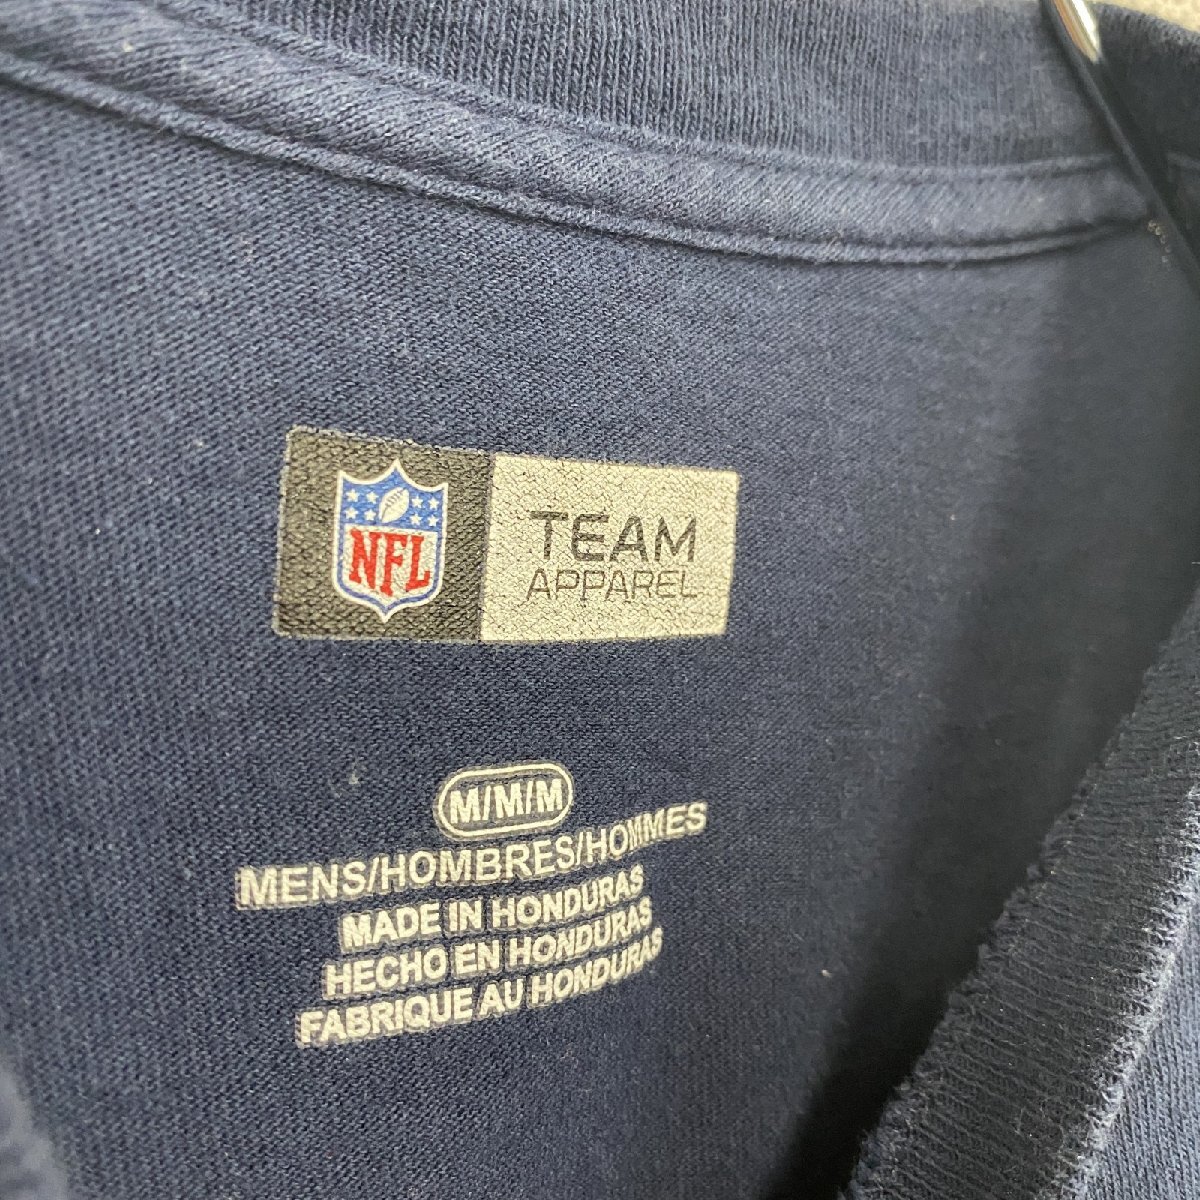 NFL
TEAM
APPAREL
M/M/M
MENS/HOMBRES/HOMMES
MADE IN HONDURAS
HECHO EN HONDURAS
FABRIQUE AU HONDURAS